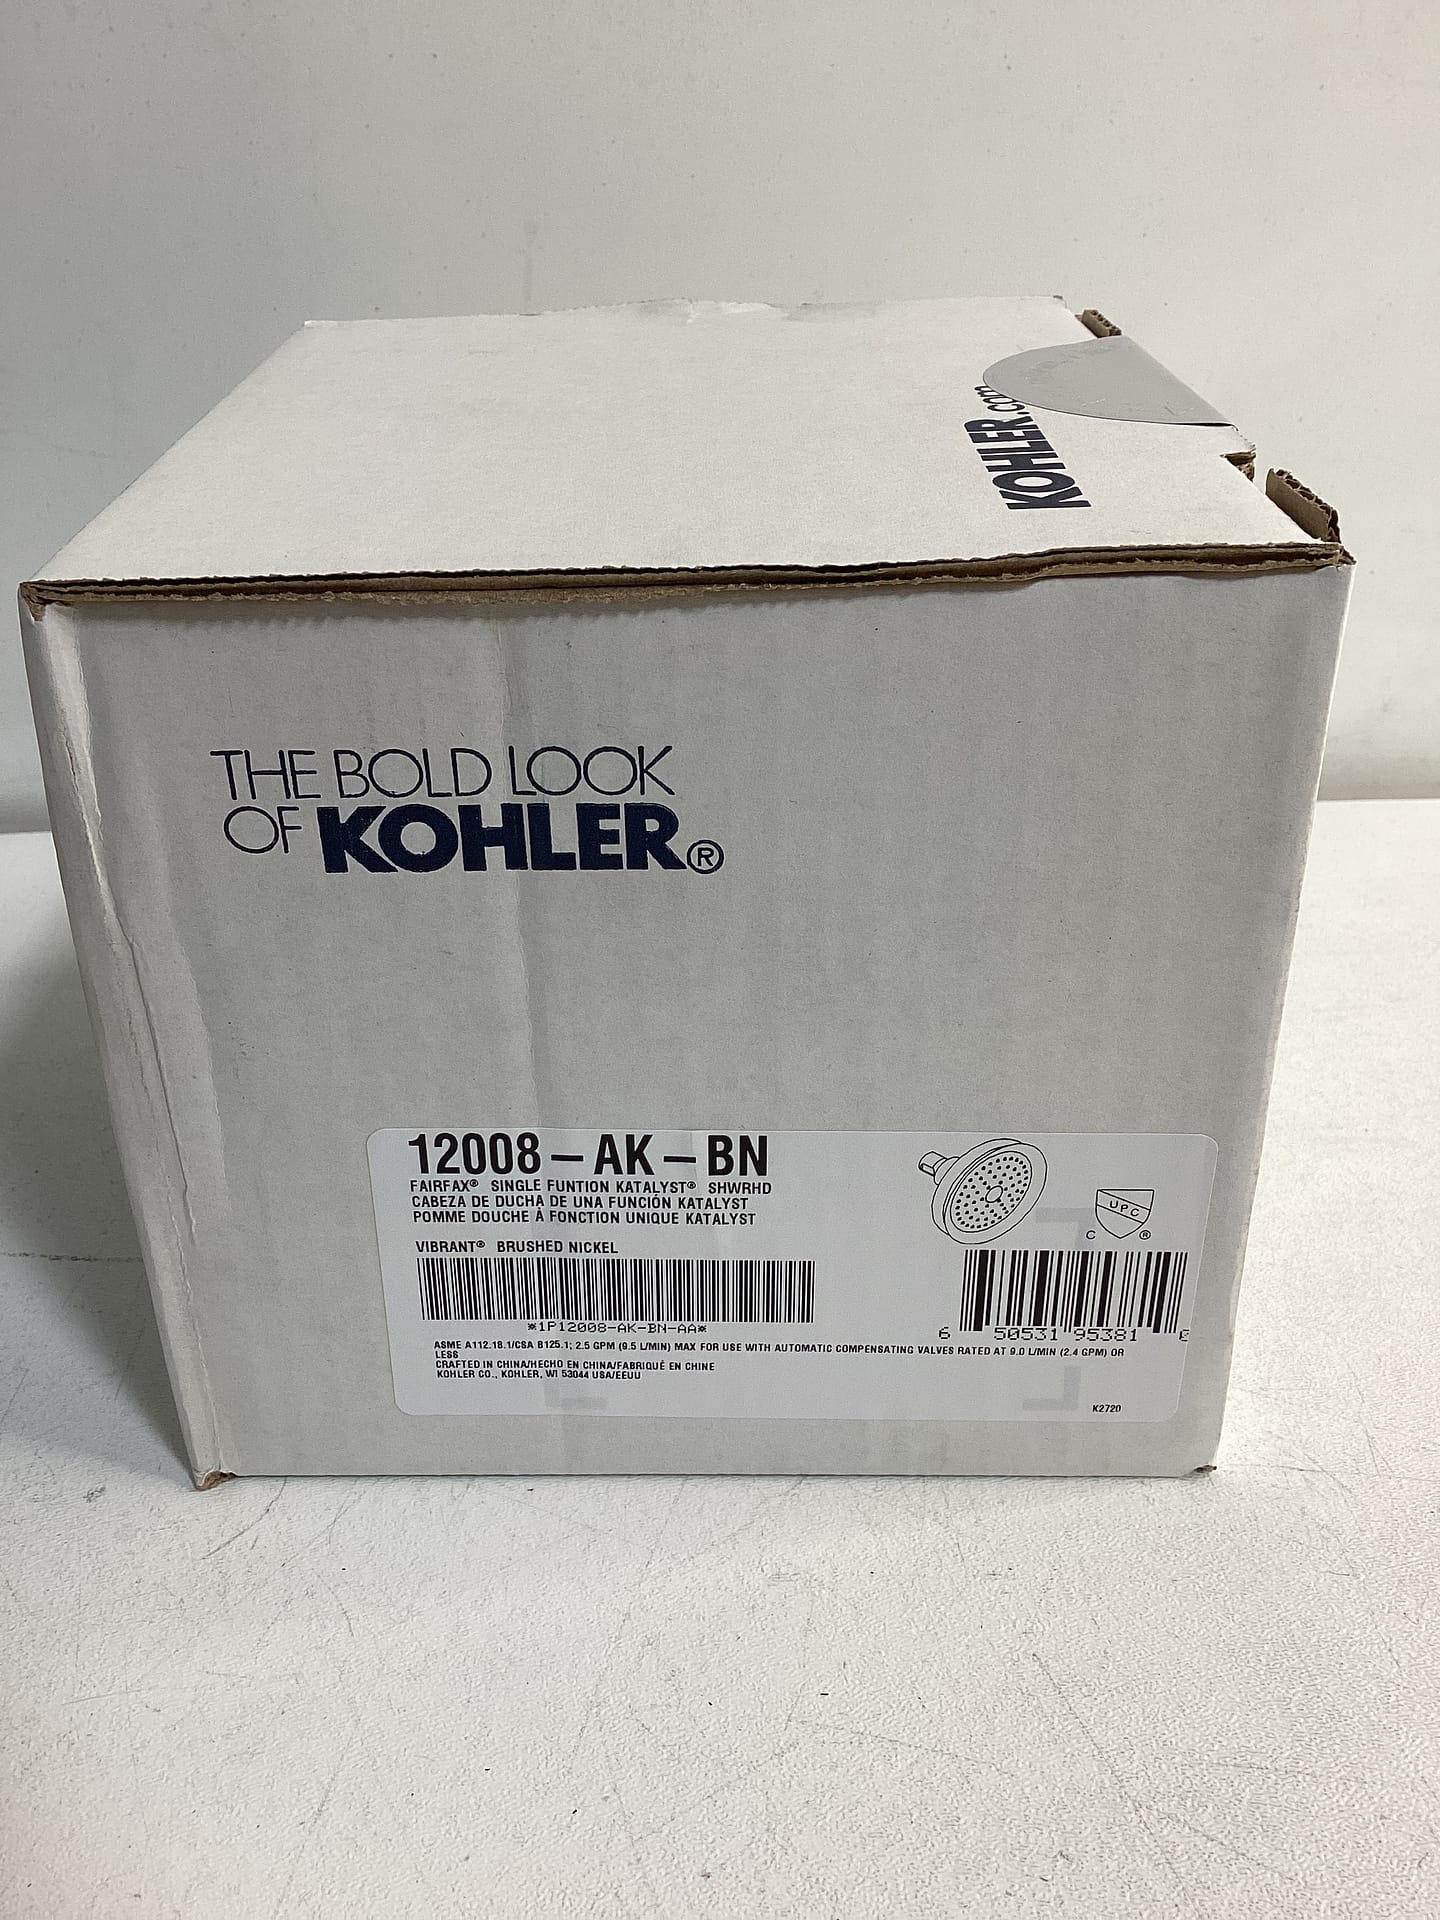 KOHLER.com
THE BOLD LOOK
OF KOHLER®
12008-AK-BN
FAIRFAX® SINGLE FUNTION KATALYST® SHWRHD
CABEZA DE DUCHA DE UNA FUNCIÓN KATALYST
POMME DOUCHE À FONCTION UNIQUE KATALYST
VIBRANT® BRUSHED NICKEL
UPC
C ®
*1P12008-AK-BN-AA*
6 50531 95381
ASME A112.18.1/CSA B125.1; 2.5 GPM (9.5 L/MIN) MAX FOR USE WITH AUTOMATIC COMPENSATING VALVES RATED AT 9.0 L/MIN (2.4 GPM) OR
LESS
CRAFTED IN CHINA/HECHO EN CHINA/FABRIQUÉ EN CHINE
KOHLER CO., KOHLER, WI 53044 USA/EEUU
K2720